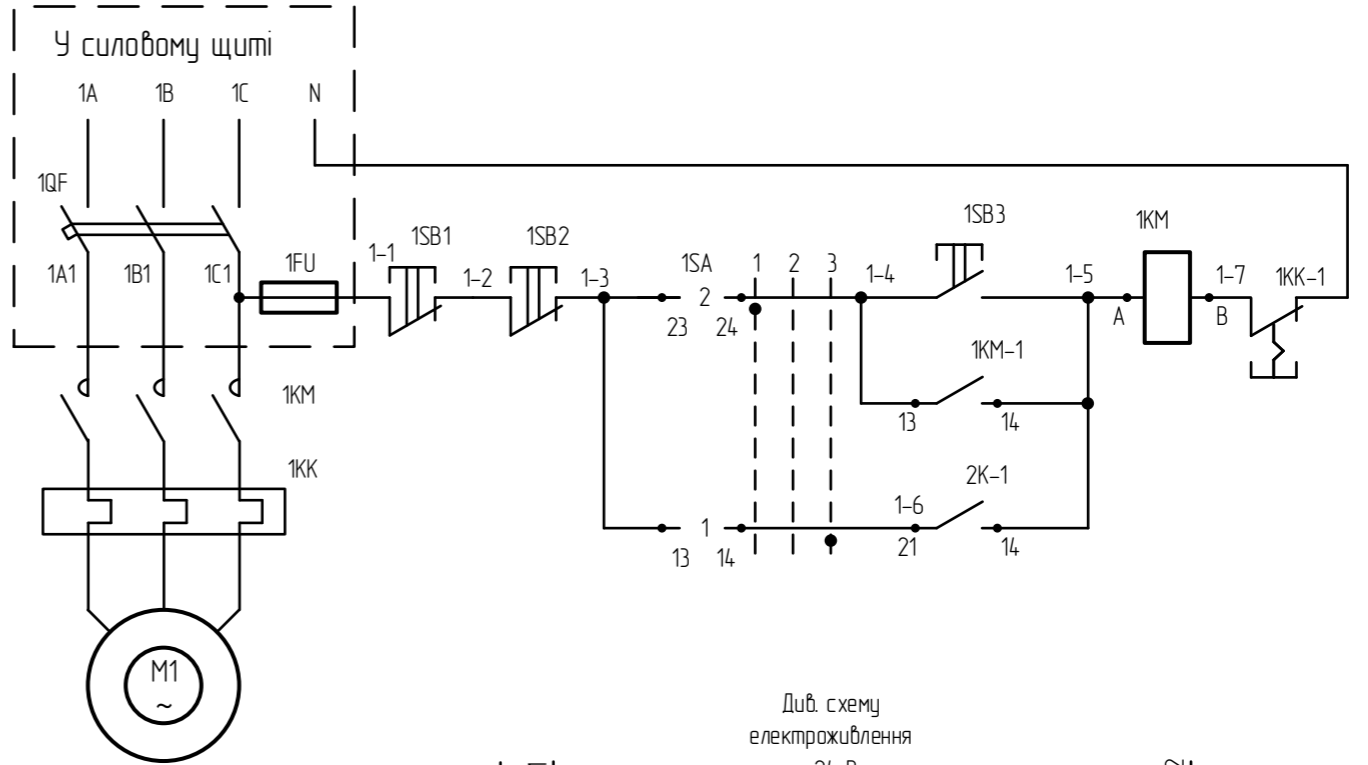 У силовому щиті
1A 1B 1C N
1QF
1A1 1B1 1C1 1FU
1-1 1SB1 1-2 1SB2 1-3
1SA 1 2 3
2
23 24
1-4 1SB3 1-5
1KM
A B
1-7 1KK-1
1KM-1
13 14
2K-1
1-6
21 14
1
13 14
1KM
1KK
M1
~
Див. схему
електроживлення